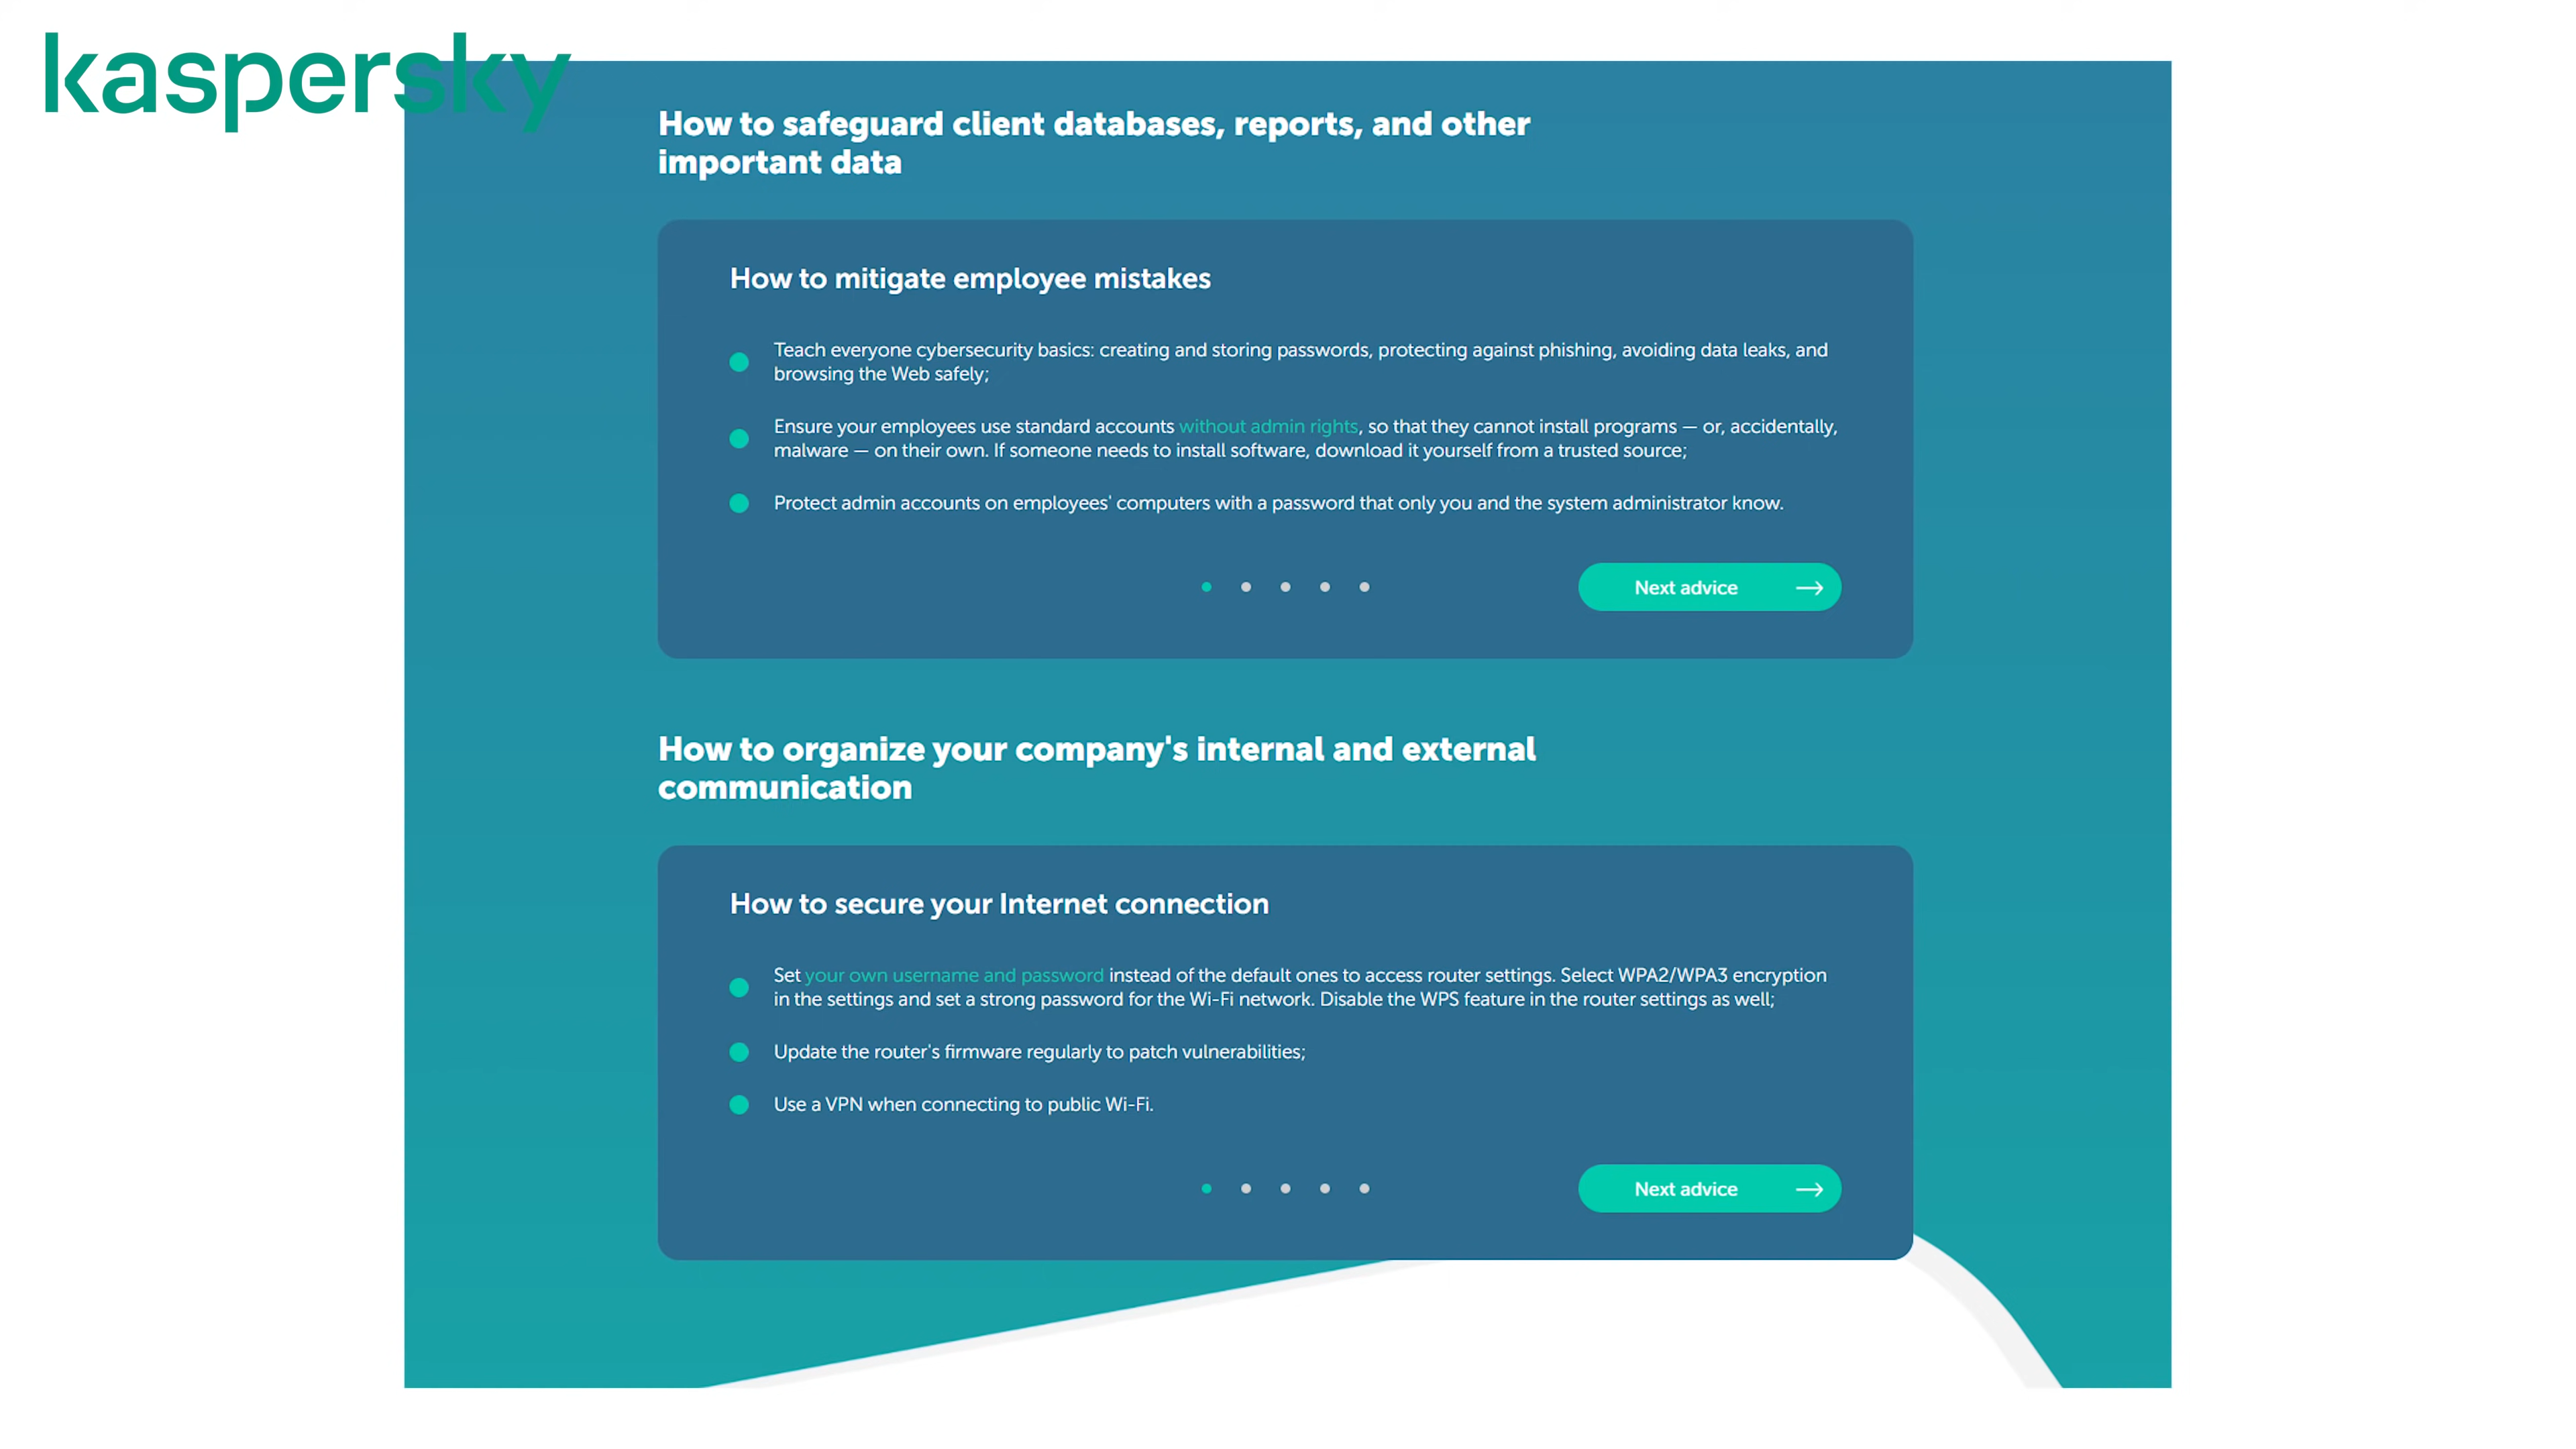 kaspersky
How to safeguard client databases, reports, and other
important data
How to mitigate employee mistakes
Teach everyone cybersecurity basics: creating and storing passwords, protecting against phishing, avoiding data leaks, and
browsing the Web safely;
Ensure your employees use standard accounts without admin rights, so that they cannot install programs — or, accidentally,
malware — on their own. If someone needs to install software, download it yourself from a trusted source;
Protect admin accounts on employees' computers with a password that only you and the system administrator know.
Next advice
How to organize your company's internal and external
communication
How to secure your Internet connection
Set your own username and password instead of the default ones to access router settings. Select WPA2/WPA3 encryption
in the settings and set a strong password for the Wi-Fi network. Disable the WPS feature in the router settings as well;
Update the router's firmware regularly to patch vulnerabilities;
Use a VPN when connecting to public Wi-Fi.
Next advice